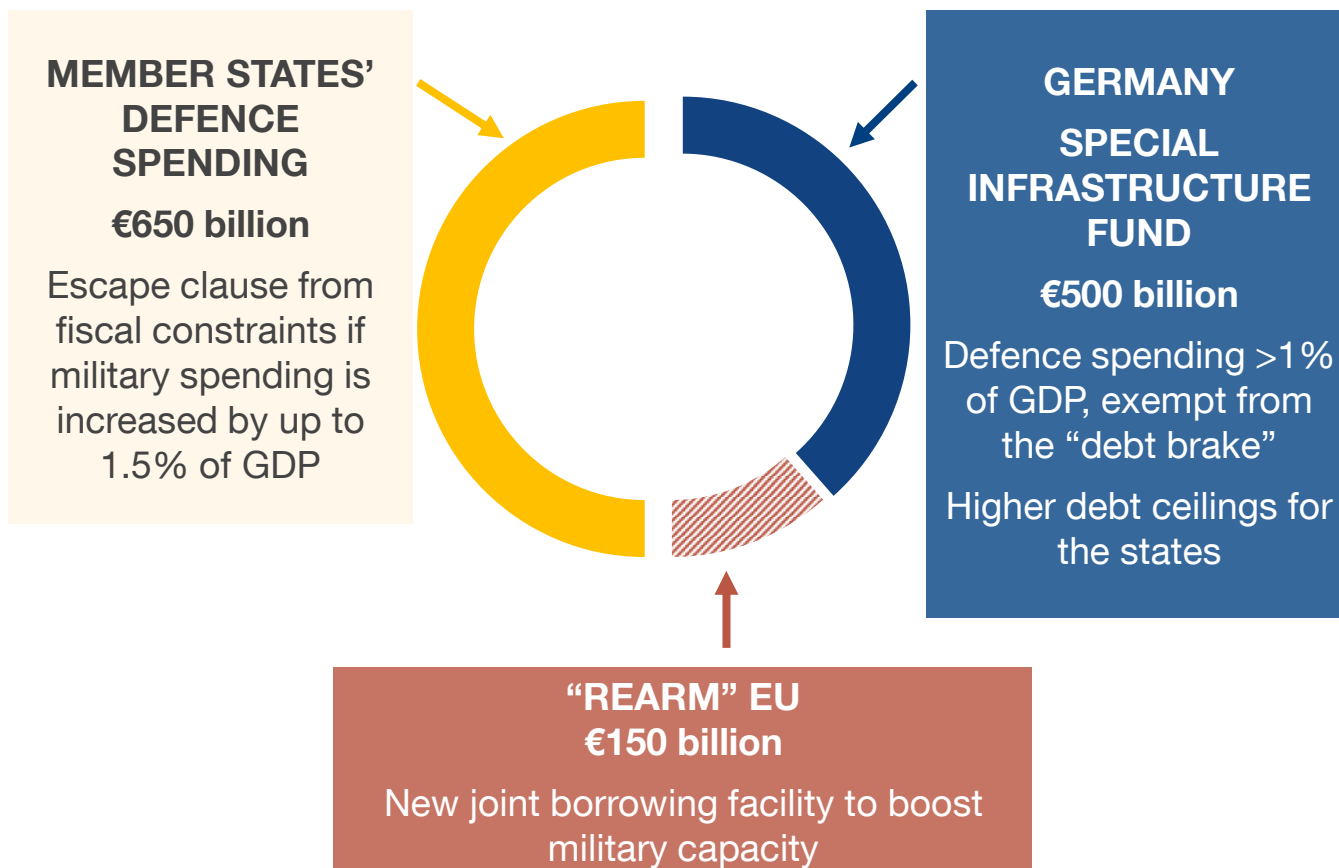 MEMBER STATES’
DEFENCE
SPENDING
€650 billion
Escape clause from
fiscal constraints if
military spending is
increased by up to
1.5% of GDP
GERMANY
SPECIAL
INFRASTRUCTURE
FUND
€500 billion
Defence spending >1%
of GDP, exempt from
the “debt brake”
Higher debt ceilings for
the states
“REARM” EU
€150 billion
New joint borrowing facility to boost
military capacity